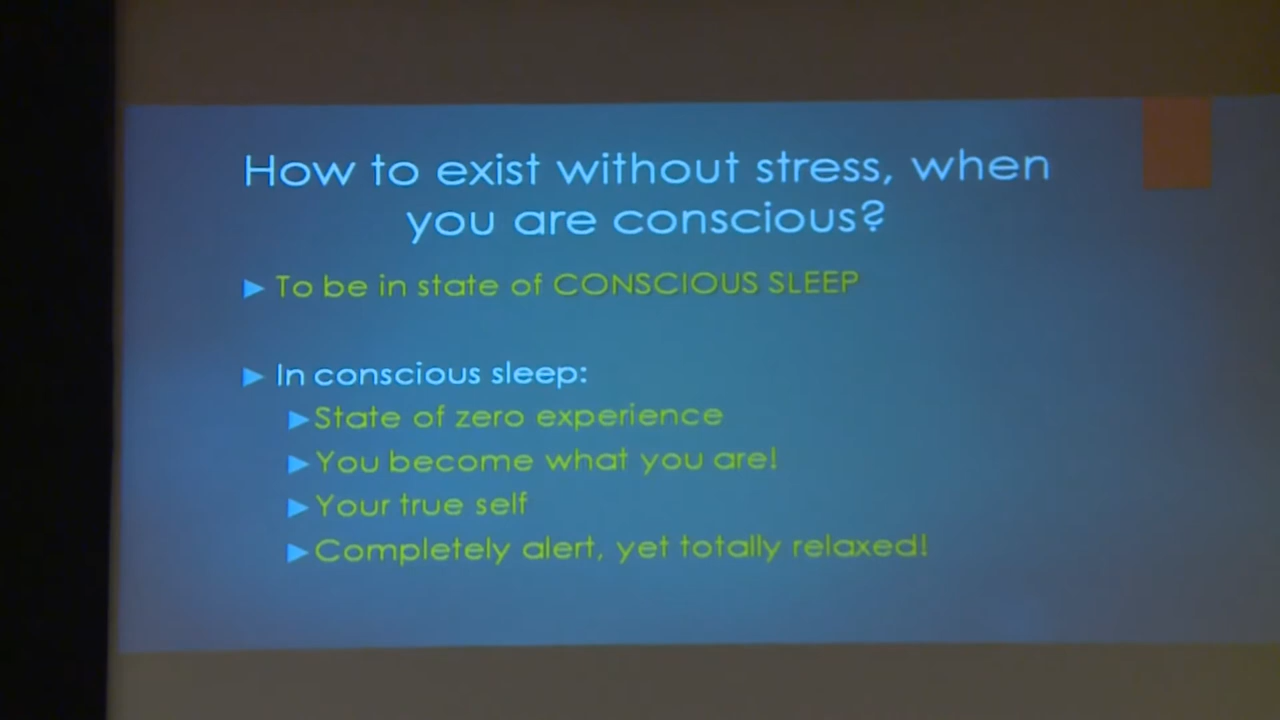 How to exist without stress, when
you are conscious?
To be in state of CONSCIOUS SLEEP
In conscious sleep:
State of zero experience
You become what you are!
Your true self
Completely alert, yet totally relaxed!